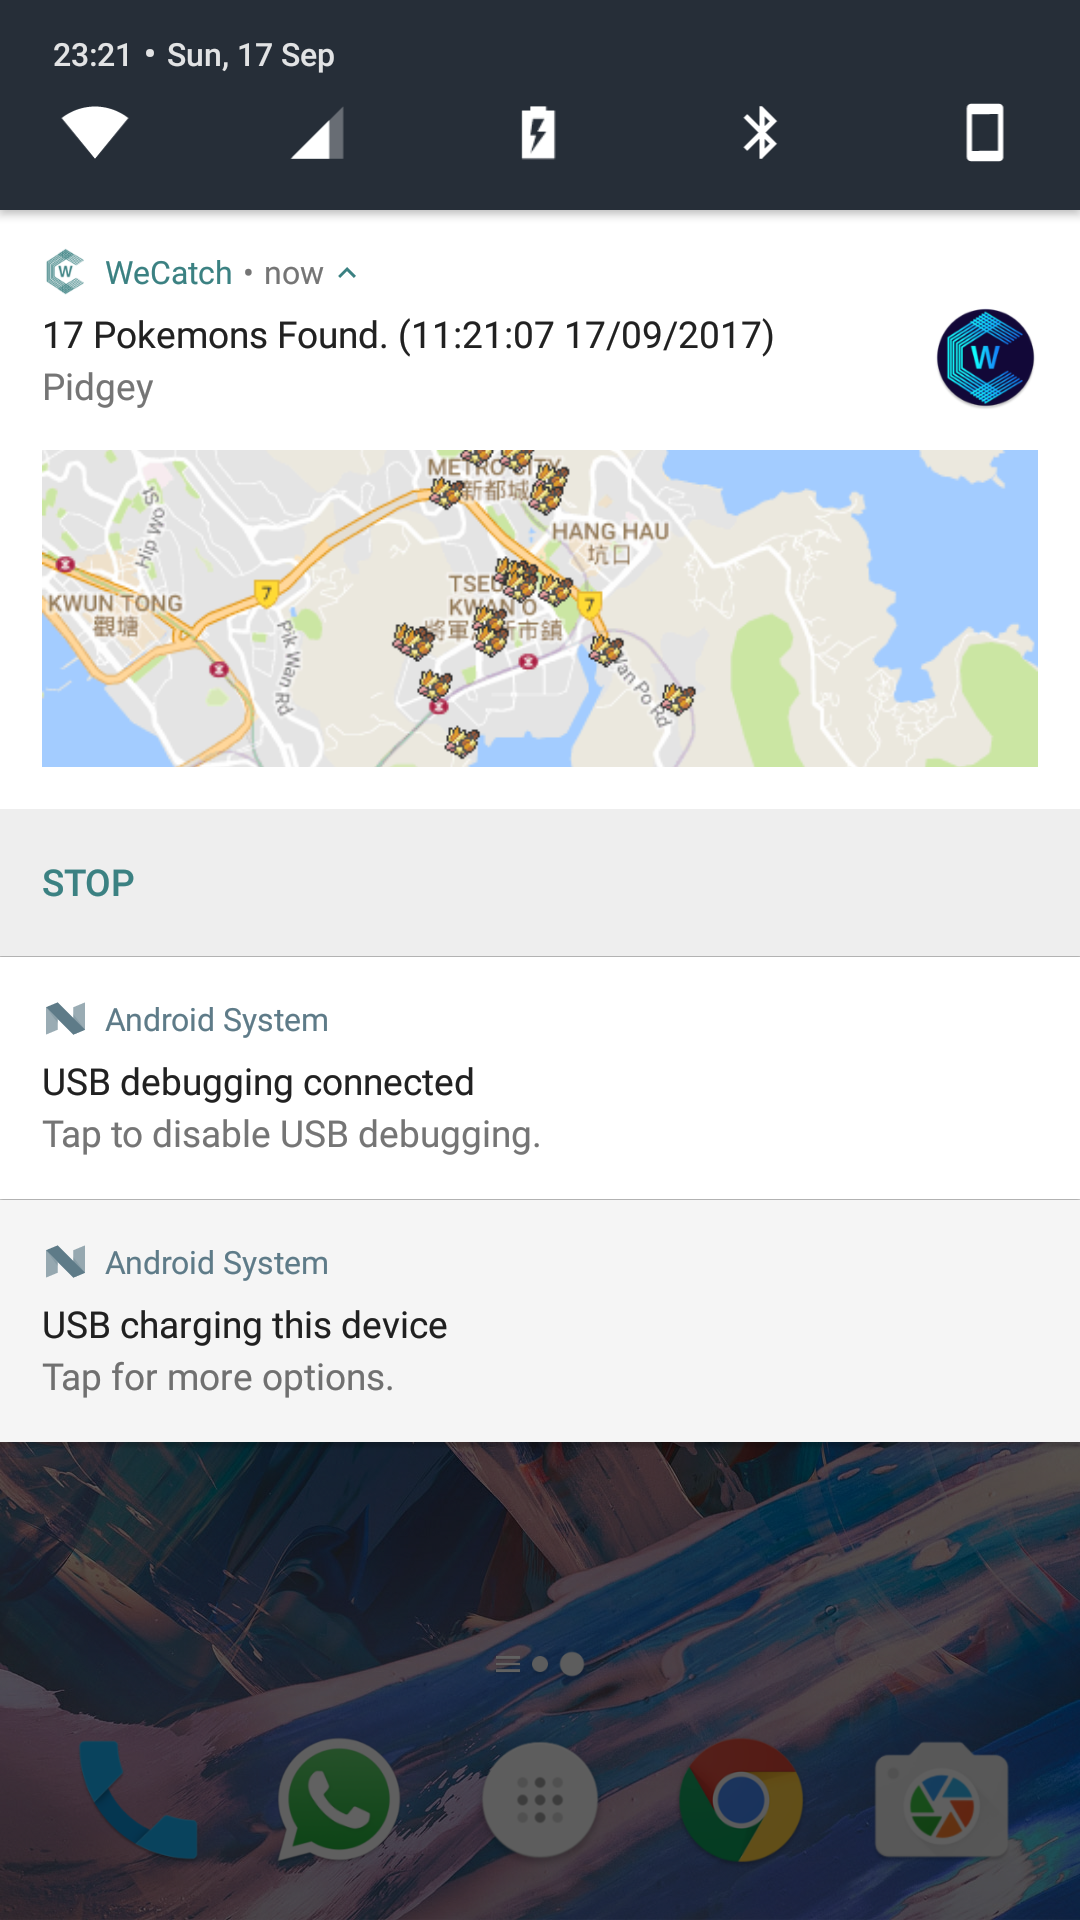 23:21 • Sun, 17 Sep
WeCatch • now
17 Pokemons Found. (11:21:07 17/09/2017)
Pidgey
W
METRO CITY
新都城
Hip Wo St
HANG HAU
坑口
7
TSEU
KWAN O
7
KWUN TONG
觀塘
將軍 新市鎮
Pik Wan Rd
Wan Po Rd
STOP
Android System
USB debugging connected
Tap to disable USB debugging.
Android System
USB charging this device
Tap for more options.